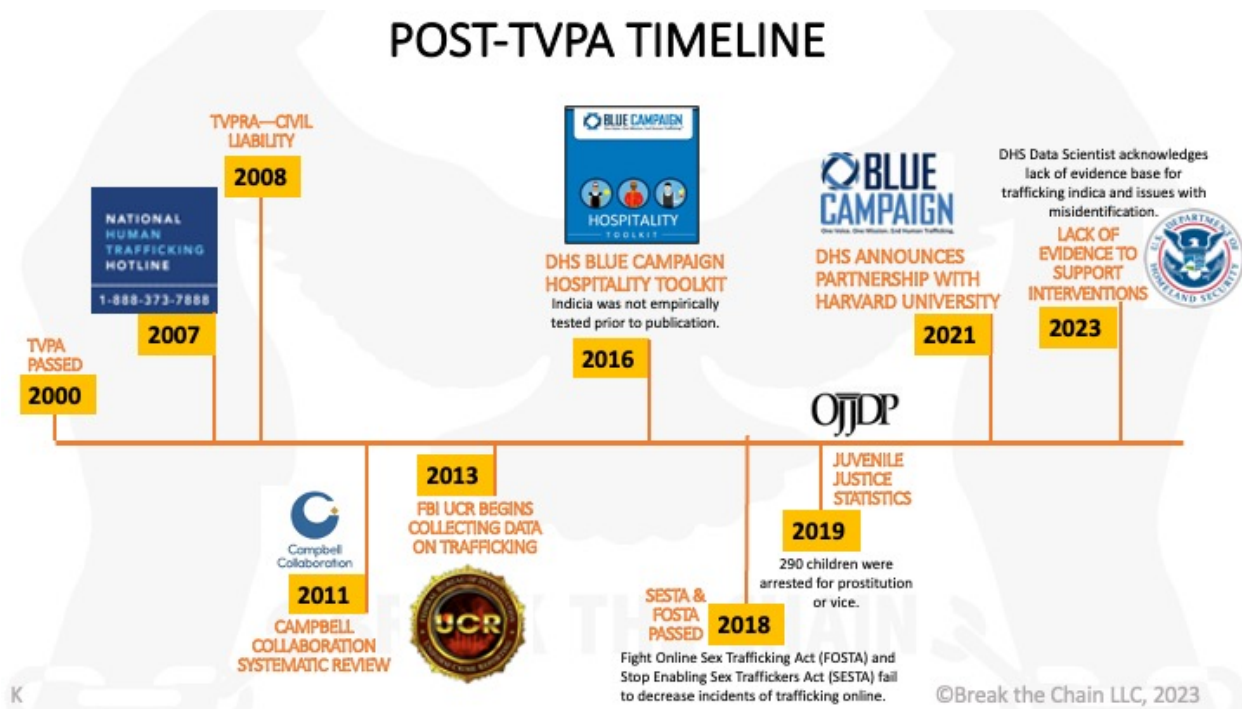 POST-TVPA TIMELINE
TVPA
PASSED
2000
NATIONAL
HUMAN
TRAFFICKING
HOTLINE
1-888-373-7888
2007
TVPRA—CIVIL
LIABILITY
2008
Campbell
Collaboration
2011
CAMPBELL
COLLABORATION
SYSTEMATIC REVIEW
2013
FBI UCR BEGINS
COLLECTING DATA
ON TRAFFICKING
UCR
BLUE CAMPAIGN
HOSPITALITY
TOOLKIT
DHS BLUE CAMPAIGN
HOSPITALITY TOOLKIT
Indicia was not empirically
tested prior to publication.
2016
SESTA &
FOSTA
PASSED
2018
Fight Online Sex Trafficking Act (FOSTA) and
Stop Enabling Sex Traffickers Act (SESTA) fail
to decrease incidents of trafficking online.
OJJDP
JUVENILE
JUSTICE
STATISTICS
2019
290 children were
arrested for prostitution
or vice.
BLUE
CAMPAIGN
One Voice. One Mission. End Human Trafficking.
DHS ANNOUNCES
PARTNERSHIP WITH
HARVARD UNIVERSITY
2021
DHS Data Scientist acknowledges
lack of evidence base for
trafficking indica and issues with
misidentification.
LACK OF
EVIDENCE TO
SUPPORT
INTERVENTIONS
2023
U.S. DEPARTMENT OF
HOMELAND SECURITY
BREAK THE CHAIN
K
©Break the Chain LLC, 2023